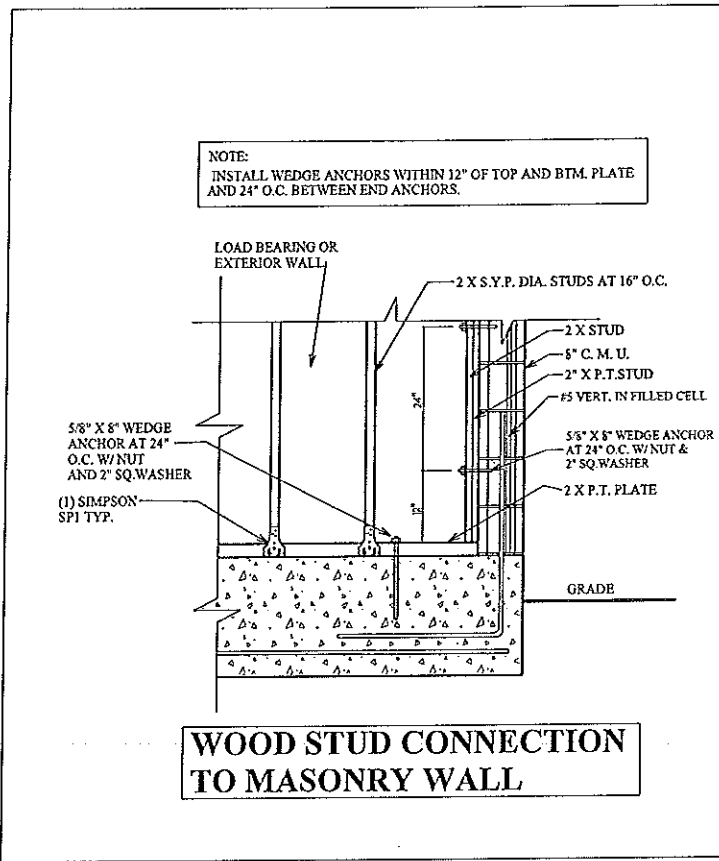 NOTE:
INSTALL WEDGE ANCHORS WITHIN 12" OF TOP AND BTM. PLATE
AND 24" O.C. BETWEEN END ANCHORS.
LOAD BEARING OR
EXTERIOR WALL
2 X S.Y.P. DIA. STUDS AT 16" O.C.
2 X STUD
8" C. M. U.
2" X P.T.STUD
#5 VERT. IN FILLED CELL
24"
5/8" X 8" WEDGE
ANCHOR AT 24"
O.C. W/ NUT
AND 2" SQ.WASHER
5/8" X 8" WEDGE ANCHOR
AT 24" O.C. W/ NUT &
2" SQ.WASHER
12"
(1) SIMPSON
SP1 TYP.
2 X P.T. PLATE
GRADE
WOOD STUD CONNECTION
TO MASONRY WALL